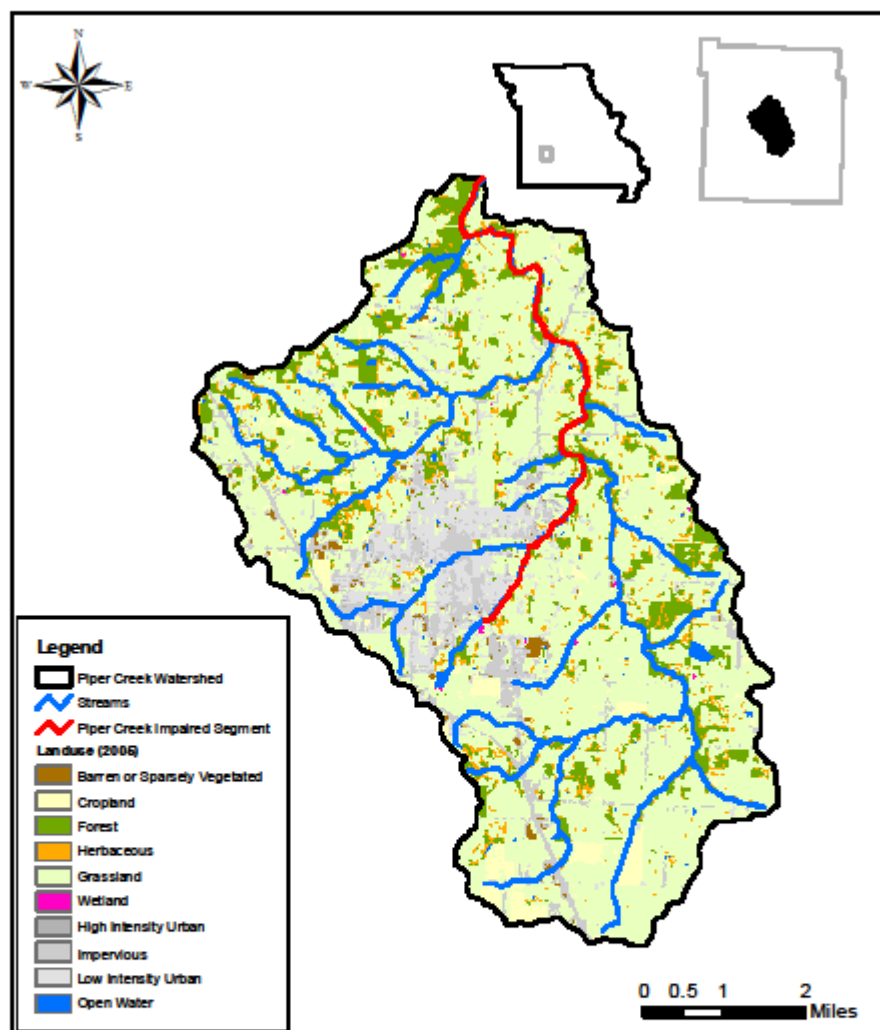 N
W
E
S
Legend
Piper Creek Watershed
Streams
Piper Creek Impaired Segment
Landuse (2005)
Barren or Sparsely Vegetated
Cropland
Forest
Herbaceous
Grassland
Wetland
High Intensity Urban
Impervious
Low Intensity Urban
Open Water
0 0.5 1 2
Miles